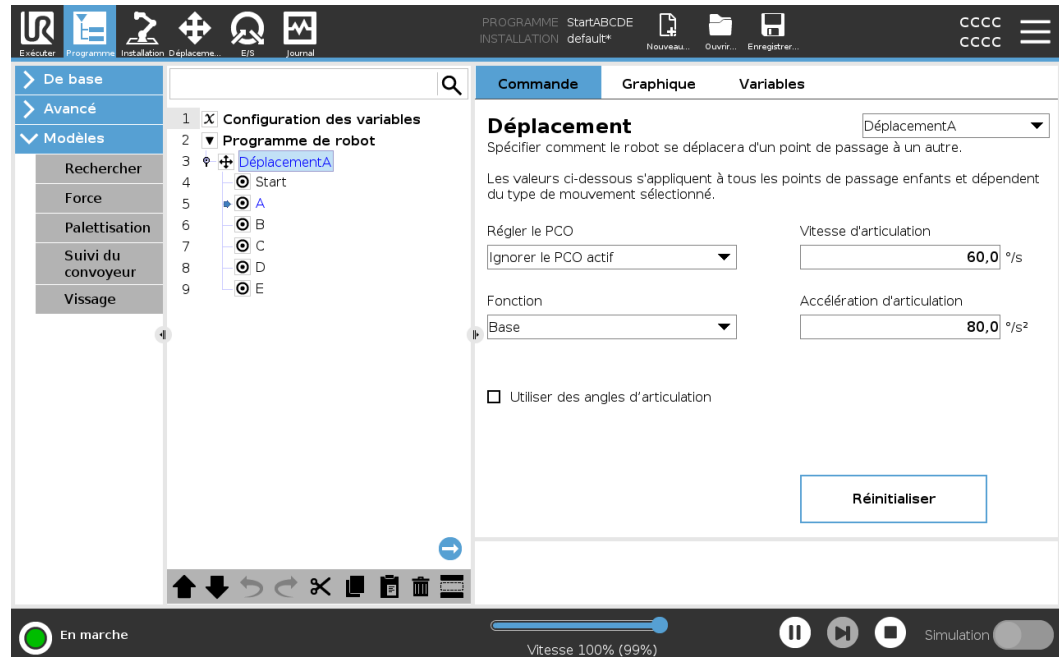 UR
PROGRAMME StartABCDE
INSTALLATION default*
CCCC
CCCC
Exécuter Programme Installation Déplaceme... E/S Journal Nouveau... Ouvrir... Enregistrer...
De base
Avancé
Modèles
Rechercher
Force
Palettisation
Suivi du
convoyeur
Vissage
1 X Configuration des variables
2 Programme de robot
3 DéplacementA
4 Start
5 A
6 B
7 C
8 D
9 E
Commande Graphique Variables
Déplacement DéplacementA
Spécifier comment le robot se déplacera d'un point de passage à un autre.
Les valeurs ci-dessous s'appliquent à tous les points de passage enfants et dépendent
du type de mouvement sélectionné.
Régler le PCO Vitesse d'articulation
Ignorer le PCO actif 60,0 °/s
Fonction Accélération d'articulation
Base 80,0 °/s²
Utiliser des angles d'articulation
Réinitialiser
En marche
Vitesse 100% (99%)
Simulation